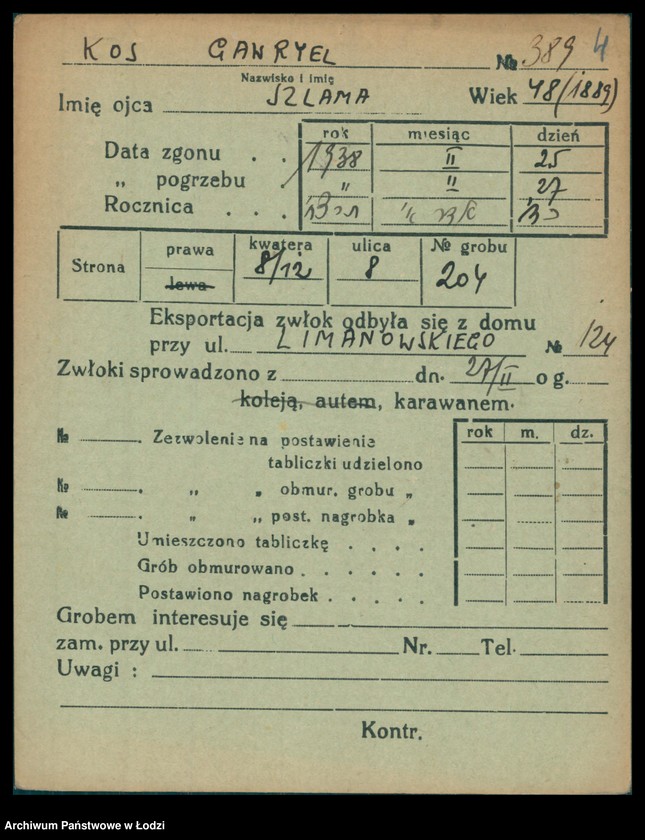 KOS GAWRYEL № 3894
Nazwisko i imię
Imię ojca SZLAMA Wiek 48 (1889)
rok miesiąc dzień
Data zgonu . . 1938 II 25
„ pogrzebu . „ II 27
Rocznica . . .
Strona prawa lewa kwatera 8/12 ulica 8 № grobu 204
Eksportacja zwłok odbyła się z domu
przy ul. LIMANOWSKIEGO № 124
Zwłoki sprowadzono z dn. 27/II o g.
koleją, autem, karawanem.
№ . Zezwolenie na postawienie rok m. dz.
tabliczki udzielono
№ . „ „ obmur. grobu „
№ . „ „ post. nagrobka „
Umieszczono tabliczkę . . . .
Grób obmurowano . . . . . .
Postawiono nagrobek . . . . .
Grobem interesuje się
zam. przy ul. Nr. Tel.
Uwagi :
Kontr.
Archiwum Państwowe w Łodzi